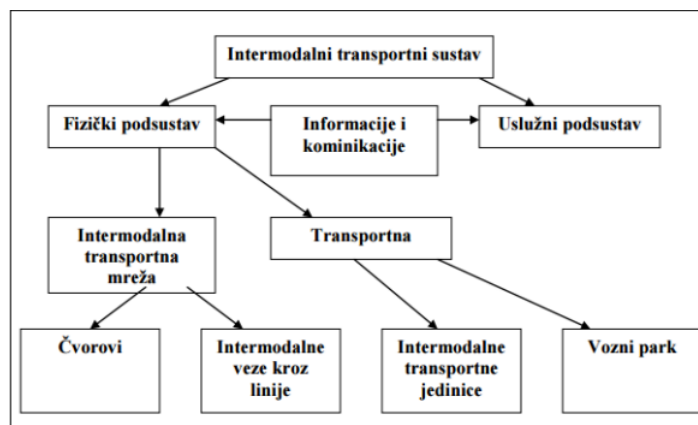 Intermodalni transportni sustav
Fizički podsustav
Informacije i
kominikacije
Uslužni podsustav
Intermodalna
transportna
mreža
Transportna
Čvorovi
Intermodalne
veze kroz
linije
Intermodalne
transportne
jedinice
Vozni park